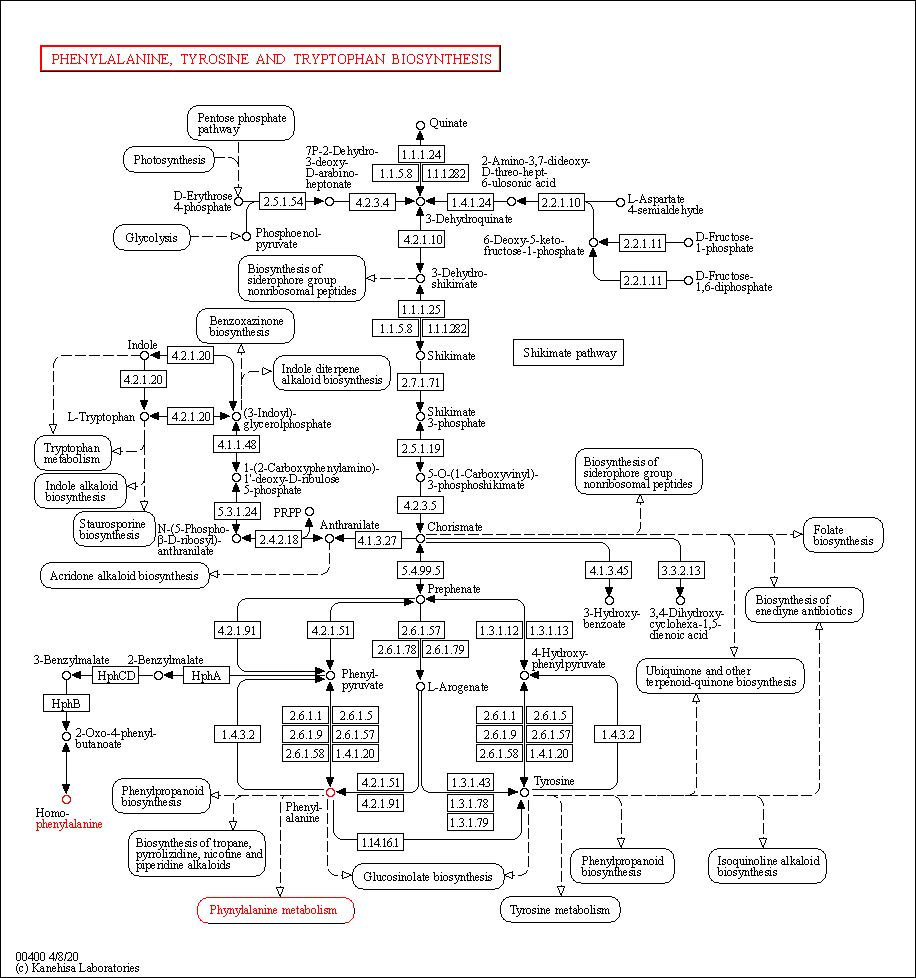 PHENYLALANINE, TYROSINE AND TRYPTOPHAN BIOSYNTHESIS
Pentose phosphate
pathway
Photosynthesis
Glycolysis
D-Erythrose
4-phosphate
2.5.1.54
Phosphoenol-
pyruvate
7P-2-Dehydro-
3-deoxy-
D-arabino-
heptonate
4.2.3.4
Quinate
1.1.1.24
1.1.5.8
1.1.1.282
3-Dehydroquinate
2-Amino-3,7-dideoxy-
D-threo-hept-
6-ulosonic acid
1.4.1.24
2.2.1.10
L-Aspartate
4-semialdehyde
6-Deoxy-5-keto-
fructose-1-phosphate
2.2.1.11
D-Fructose-
1-phosphate
2.2.1.11
D-Fructose-
1,6-diphosphate
4.2.1.10
Biosynthesis of
siderophore group
nonribosomal peptides
3-Dehydro-
shikimate
1.1.1.25
1.1.5.8
1.1.1.282
Shikimate
Shikimate pathway
2.7.1.71
Shikimate
3-phosphate
2.5.1.19
5-O-(1-Carboxyvinyl)-
3-phosphoshikimate
4.2.3.5
Chorismate
Benzoxazinone
biosynthesis
Indole
4.2.1.20
4.2.1.20
Indole diterpene
alkaloid biosynthesis
L-Tryptophan
4.2.1.20
(3-Indoyl)-
glycerolphosphate
4.1.1.48
Tryptophan
metabolism
Indole alkaloid
biosynthesis
Staurosporine
biosynthesis
1-(2-Carboxyphenylamino)-
1'-deoxy-D-ribulose
5-phosphate
5.3.1.24
PRPP
N-(5-Phospho-
β-D-ribosyl)-
anthranilate
2.4.2.18
Anthranilate
4.1.3.27
Acridone alkaloid biosynthesis
Biosynthesis of
siderophore group
nonribosomal peptides
Folate
biosynthesis
5.4.99.5
4.1.3.45
3.3.2.13
Prephenate
3-Hydroxy-
benzoate
3,4-Dihydroxy-
cyclohexa-1,5-
dienoic acid
Biosynthesis of
enediyne antibiotics
4.2.1.91
4.2.1.51
2.6.1.57
2.6.1.78
2.6.1.79
1.3.1.12
1.3.1.13
3-Benzylmalate
2-Benzylmalate
HphCD
HphA
HphB
Phenyl-
pyruvate
L-Arogenate
4-Hydroxy-
phenylpyruvate
Ubiquinone and other
terpenoid-quinone biosynthesis
2-Oxo-4-phenyl-
butanoate
1.4.3.2
2.6.1.1
2.6.1.5
2.6.1.9
2.6.1.57
2.6.1.58
1.4.1.20
2.6.1.1
2.6.1.5
2.6.1.9
2.6.1.57
2.6.1.58
1.4.1.20
1.4.3.2
Homo-
phenylalanine
Phenylpropanoid
biosynthesis
Phenyl-
alanine
4.2.1.51
4.2.1.91
1.3.1.43
1.3.1.78
1.3.1.79
Tyrosine
1.14.16.1
Biosynthesis of tropane,
pyrrolizidine, nicotine and
piperidine alkaloids
Glucosinolate biosynthesis
Phenylpropanoid
biosynthesis
Isoquinoline alkaloid
biosynthesis
Phynylalanine metabolism
Tyrosine metabolism
00400 4/8/20
(c) Kanehisa Laboratories